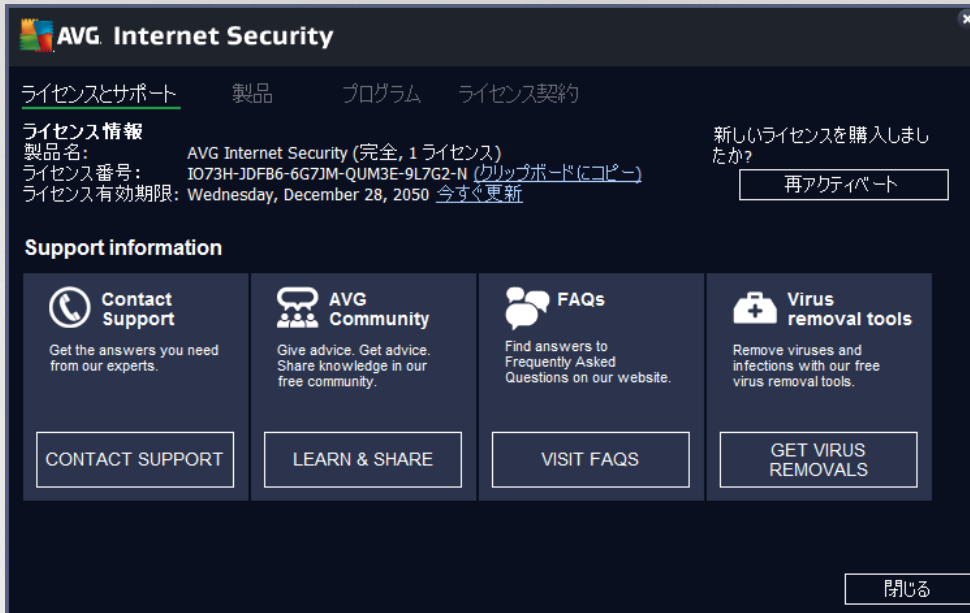 AVG Internet Security
ライセンスとサポート 製品 プログラム ライセンス契約
ライセンス情報
製品名: AVG Internet Security (完全, 1 ライセンス)
ライセンス番号: IO73H-JDFB6-6G7JM-QUM3E-9L7G2-N (クリップボードにコピー)
ライセンス有効期限: Wednesday, December 28, 2050 今すぐ更新
新しいライセンスを購入しまし
たか?
再アクティベート
Support information
Contact
Support
Get the answers you need
from our experts.
CONTACT SUPPORT
AVG
Community
Give advice. Get advice.
Share knowledge in our
free community.
LEARN & SHARE
FAQs
Find answers to
Frequently Asked
Questions on our website.
VISIT FAQS
Virus
removal tools
Remove viruses and
infections with our free
virus removal tools.
GET VIRUS
REMOVALS
閉じる